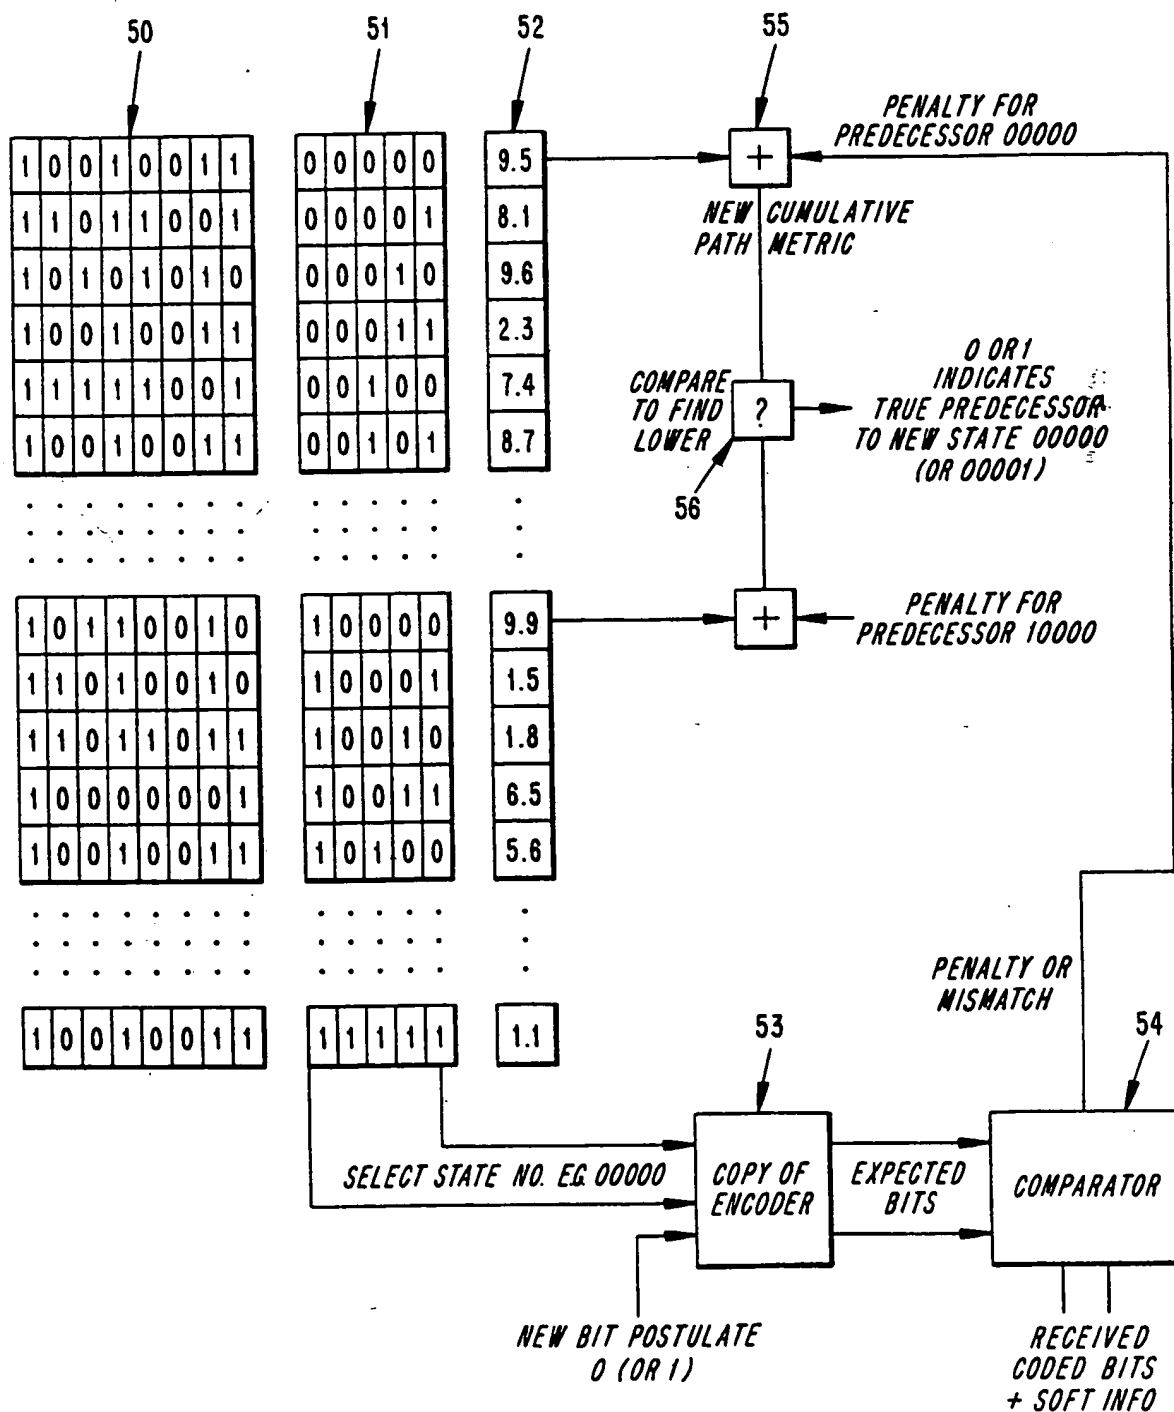 50
51
52
55
PENALTY FOR
PREDECESSOR 00000
1 0 0 1 0 0 1 1 0 0 0 0 0 9.5 +
1 1 0 1 1 0 0 1 0 0 0 0 1 8.1
NEW CUMULATIVE
PATH METRIC
1 0 1 0 1 0 1 0 0 0 0 1 0 9.6
1 0 0 1 0 0 1 1 0 0 0 1 1 2.3
1 1 1 1 1 0 0 1 0 0 1 0 0 7.4
1 0 0 1 0 0 1 1 0 0 1 0 1 8.7
COMPARE
TO FIND
LOWER
?
56
0 OR1
INDICATES
TRUE PREDECESSOR
TO NEW STATE 00000
(OR 00001)
1 0 1 1 0 0 1 0 1 0 0 0 0 9.9 +
PENALTY FOR
PREDECESSOR 10000
1 1 0 1 0 0 1 0 1 0 0 0 1 1.5
1 1 0 1 1 0 1 1 1 0 0 1 0 1.8
1 0 0 0 0 0 0 1 1 0 0 1 1 6.5
1 0 0 1 0 0 1 1 1 0 1 0 0 5.6
PENALTY OR
MISMATCH
1 0 0 1 0 0 1 1 1 1 1 1 1 1.1
53
54
SELECT STATE NO. E.G. 00000
COPY OF
ENCODER
EXPECTED
BITS
COMPARATOR
NEW BIT POSTULATE
0 (OR 1)
RECEIVED
CODED BITS
+ SOFT INFO